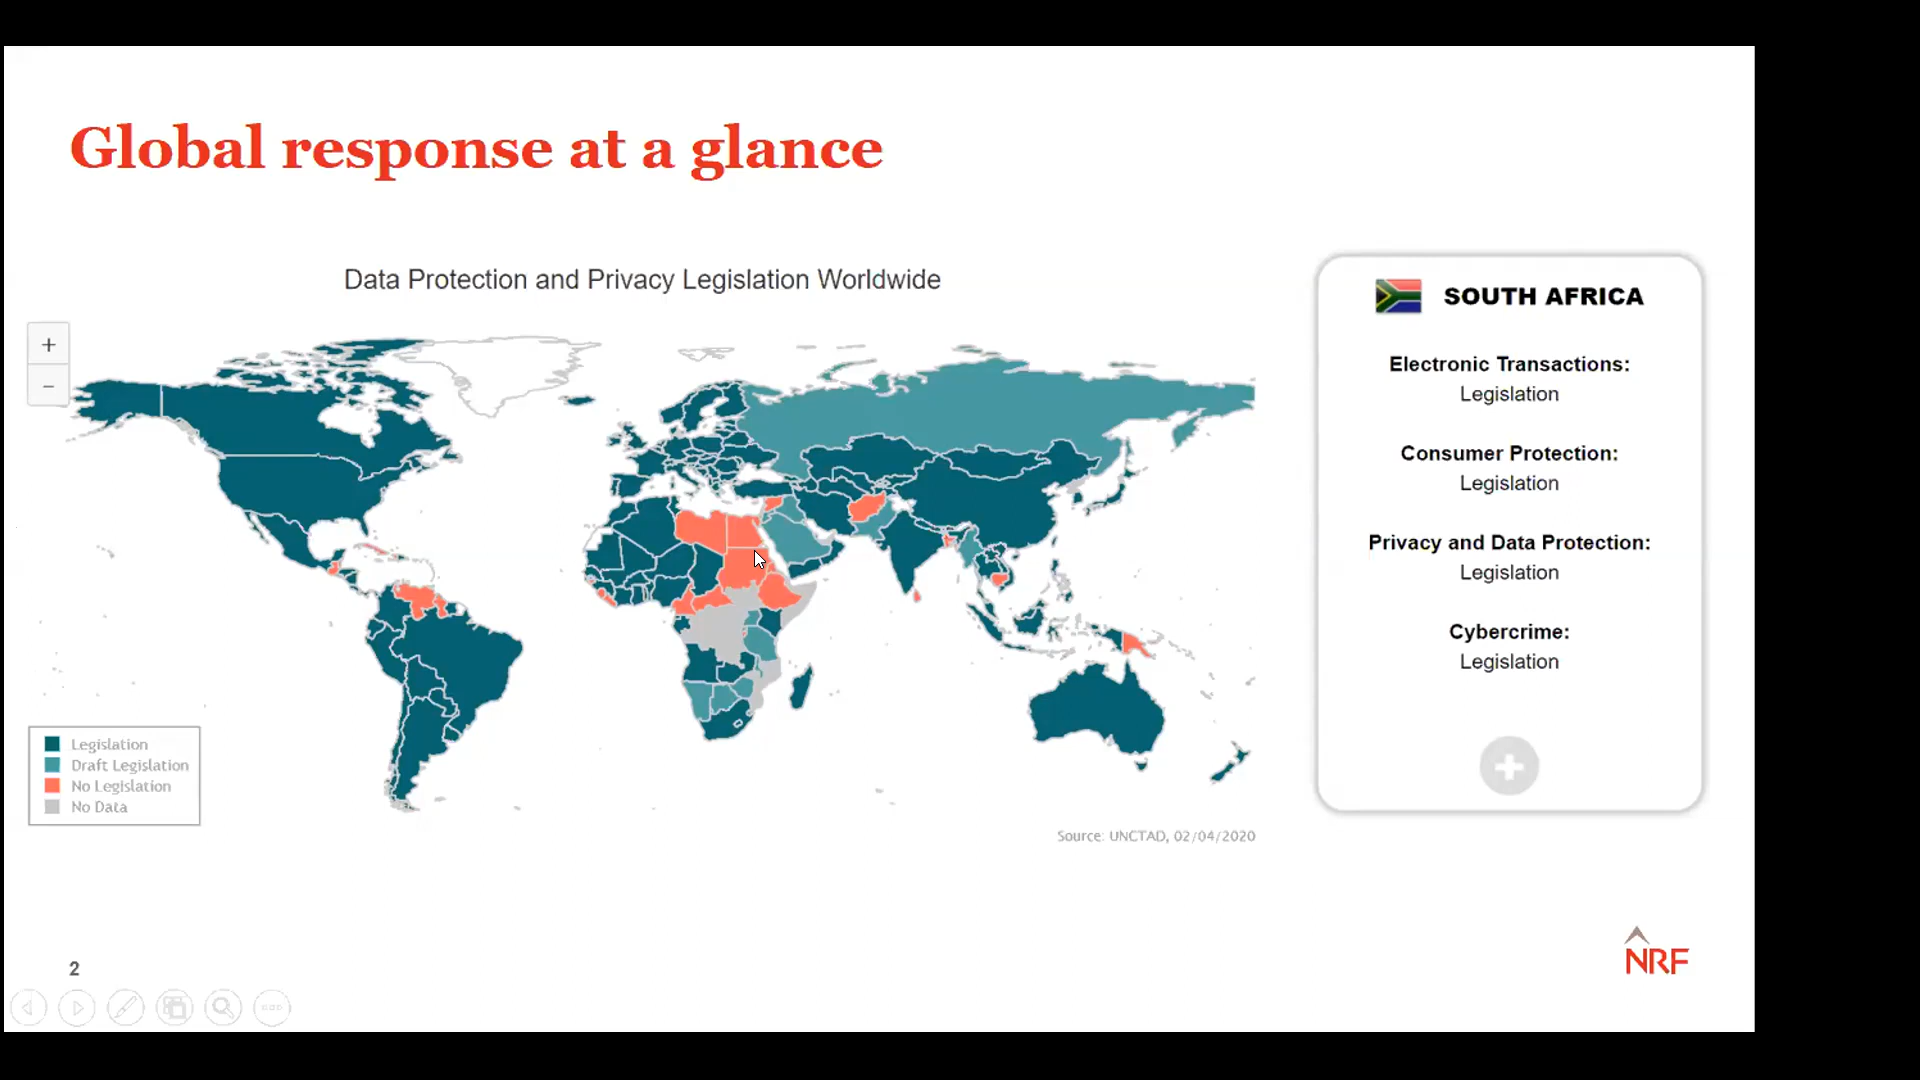 Global response at a glance
Data Protection and Privacy Legislation Worldwide
+
−
Legislation
Draft Legislation
No Legislation
No Data
Source: UNCTAD, 02/04/2020
SOUTH AFRICA
Electronic Transactions:
Legislation
Consumer Protection:
Legislation
Privacy and Data Protection:
Legislation
Cybercrime:
Legislation
2
NRF